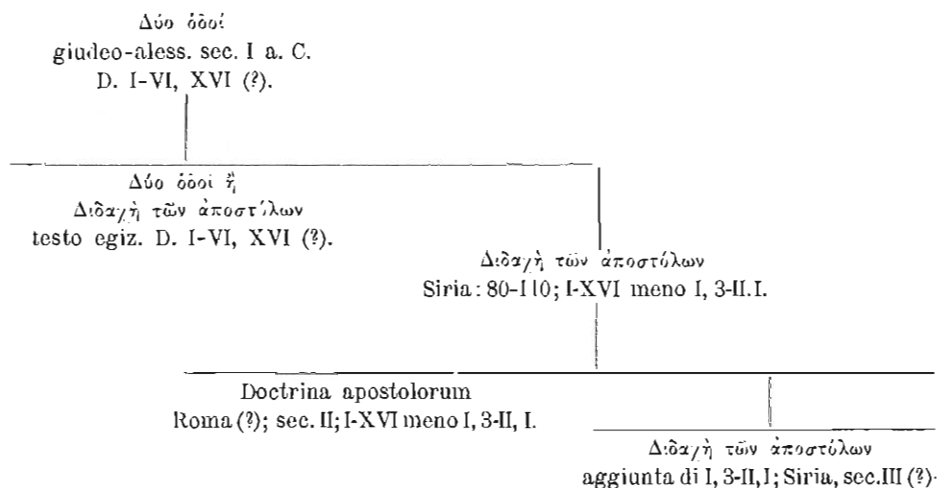 Δύο ὁδοί
giudeo-aless. sec. I a. C.
D. I-VI, XVI (?).
Δύο ὁδοί ἢ
Διδαχὴ τῶν ἀποστόλων
testo egiz. D. I-VI, XVI (?).
Διδαχὴ τῶν ἀποστόλων
Siria: 80-110; I-XVI meno I, 3-II.I.
Doctrina apostolorum
Roma (?); sec. II; I-XVI meno I, 3-II, I.
Διδαχὴ τῶν ἀποστόλων
aggiunta di I, 3-II, I; Siria, sec. III (?).